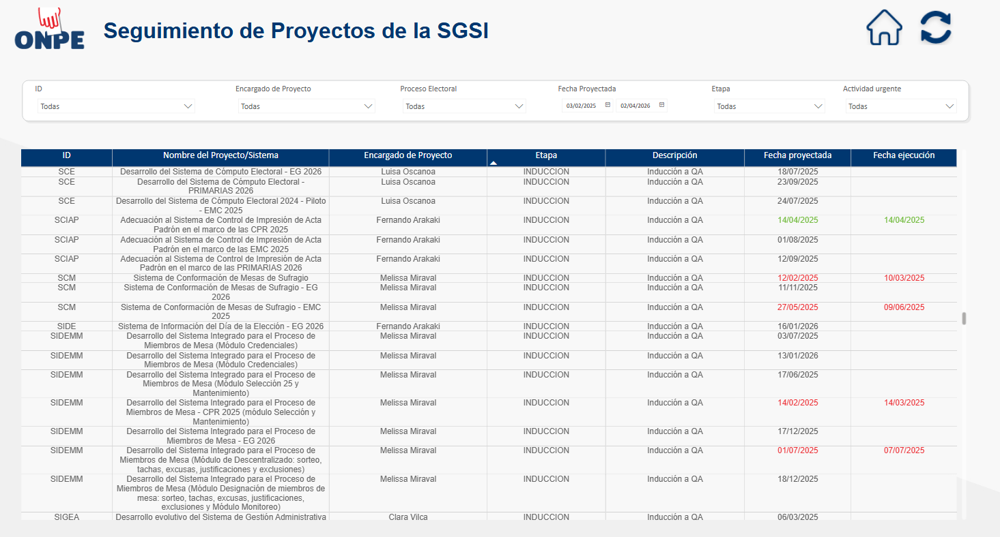 ONPE
Seguimiento de Proyectos de la SGSI
ID Encargado de Proyecto Proceso Electoral Fecha Proyectada Etapa Actividad urgente
Todas Todas Todas 03/02/2025 02/04/2026 Todas Todas
ID Nombre del Proyecto/Sistema Encargado de Proyecto Etapa Descripción Fecha proyectada Fecha ejecución
SCE Desarrollo del Sistema de Cómputo Electoral - EG 2026 Luisa Oscanoa INDUCCION Inducción a QA 18/07/2025
SCE Desarrollo del Sistema de Cómputo Electoral - Luisa Oscanoa INDUCCION Inducción a QA 23/09/2025
PRIMARIAS 2026
SCE Desarrollo del Sistema de Cómputo Electoral 2024 - Piloto Luisa Oscanoa INDUCCION Inducción a QA 24/07/2025
- EMC 2025
SCIAP Adecuación al Sistema de Control de Impresión de Acta Fernando Arakaki INDUCCION Inducción a QA 14/04/2025 14/04/2025
Padrón en el marco de las CPR 2025
SCIAP Adecuación al Sistema de Control de Impresión de Acta Fernando Arakaki INDUCCION Inducción a QA 01/08/2025
Padrón en el marco de las EMC 2025
SCIAP Adecuación al Sistema de Control de Impresión de Acta Fernando Arakaki INDUCCION Inducción a QA 12/09/2025
Padrón en el marco de las PRIMARIAS 2026
SCM Sistema de Conformación de Mesas de Sufragio Melissa Miraval INDUCCION Inducción a QA 12/02/2025 10/03/2025
SCM Sistema de Conformación de Mesas de Sufragio - EG Melissa Miraval INDUCCION Inducción a QA 11/11/2025
2026
SCM Sistema de Conformación de Mesas de Sufragio - EMC Melissa Miraval INDUCCION Inducción a QA 27/05/2025 09/06/2025
2025
SIDE Sistema de Información del Día de la Elección - EG 2026 Fernando Arakaki INDUCCION Inducción a QA 16/01/2026
SIDEMM Desarrollo del Sistema Integrado para el Proceso de Melissa Miraval INDUCCION Inducción a QA 03/07/2025
Miembros de Mesa (Módulo Credenciales)
SIDEMM Desarrollo del Sistema Integrado para el Proceso de Melissa Miraval INDUCCION Inducción a QA 13/01/2026
Miembros de Mesa (Módulo Credenciales)
SIDEMM Desarrollo del Sistema Integrado para el Proceso de Melissa Miraval INDUCCION Inducción a QA 17/06/2025
Miembros de Mesa (Módulo Selección 25 y
Mantenimiento)
SIDEMM Desarrollo del Sistema Integrado para el Proceso de Melissa Miraval INDUCCION Inducción a QA 14/02/2025 14/03/2025
Miembros de Mesa - CPR 2025 (módulo Selección y
Mantenimiento)
SIDEMM Desarrollo del Sistema Integrado para el Proceso de Melissa Miraval INDUCCION Inducción a QA 17/12/2025
Miembros de Mesa - EG 2026
SIDEMM Desarrollo del Sistema Integrado para el Proceso de Melissa Miraval INDUCCION Inducción a QA 01/07/2025 07/07/2025
Miembros de Mesa (Módulo de Descentralizado: sorteo,
tachas, excusas, justificaciones y exclusiones)
SIDEMM Desarrollo del Sistema Integrado para el Proceso de Melissa Miraval INDUCCION Inducción a QA 18/12/2025
Miembros de Mesa (Módulo Designación de miembros de
mesa: sorteo, tachas, excusas, justificaciones,
exclusiones y Módulo Monitoreo)
SIGEA Desarrollo evolutivo del Sistema de Gestión Administrativa Clara Vilca INDUCCION Inducción a QA 06/03/2025